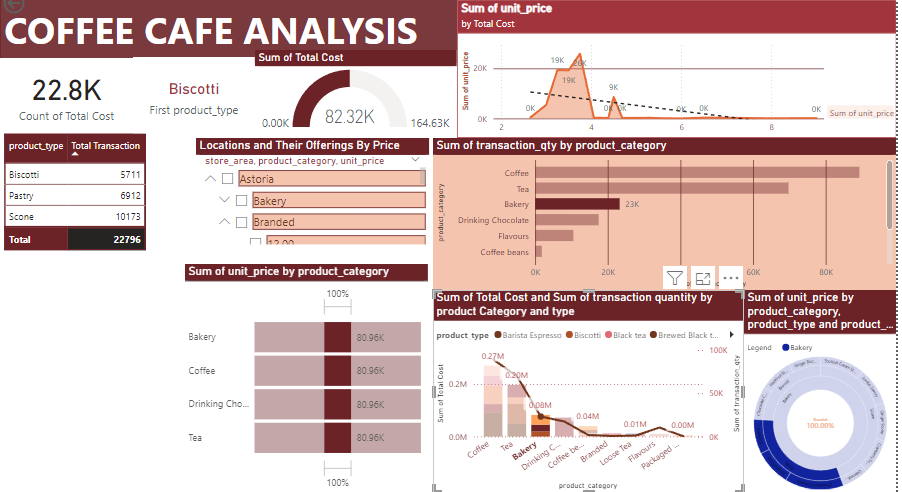 COFFEE CAFE ANALYSIS
22.8K
Count of Total Cost
Biscotti
First product_type
Sum of Total Cost
82.32K
0.00K
164.63K
Sum of unit_price
by Total Cost
Sum of unit_price
20K
0K
0K
19K
19K
20K
0K
9K
0K
0K
0K
0K
2
4
6
8
Sum of unit_price
product_type
Total Transaction
Biscotti
5711
Pastry
6912
Scone
10173
Total
22796
Locations and Their Offerings By Price
store_area, product_category, unit_price
Astoria
Bakery
Branded
12.00
Sum of transaction_qty by product_category
product_category
Coffee
Tea
Bakery
23K
Drinking Chocolate
Flavours
Coffee beans
0K
20K
60K
80K
Sum of unit_price by product_category
100%
Bakery
80.96K
Coffee
80.96K
Drinking Cho...
80.96K
Tea
80.96K
100%
Sum of Total Cost and Sum of transaction quantity by
product Category and type
product_type
Barista Espresso
Biscotti
Black tea
Brewed Black t...
Sum of Total Cost
0.2M
0.0M
0.27M
0.20M
0.08M
0.04M
0.01M
0.00M
100K
50K
0K
Sum of transaction_qty
Coffee
Tea
Bakery
Drinking C...
Coffee be...
Branded
Loose Tea
Flavours
Packaged ...
product_category
Sum of unit_price by
product_category,
product_type and product_...
Legend
Bakery
100.00%